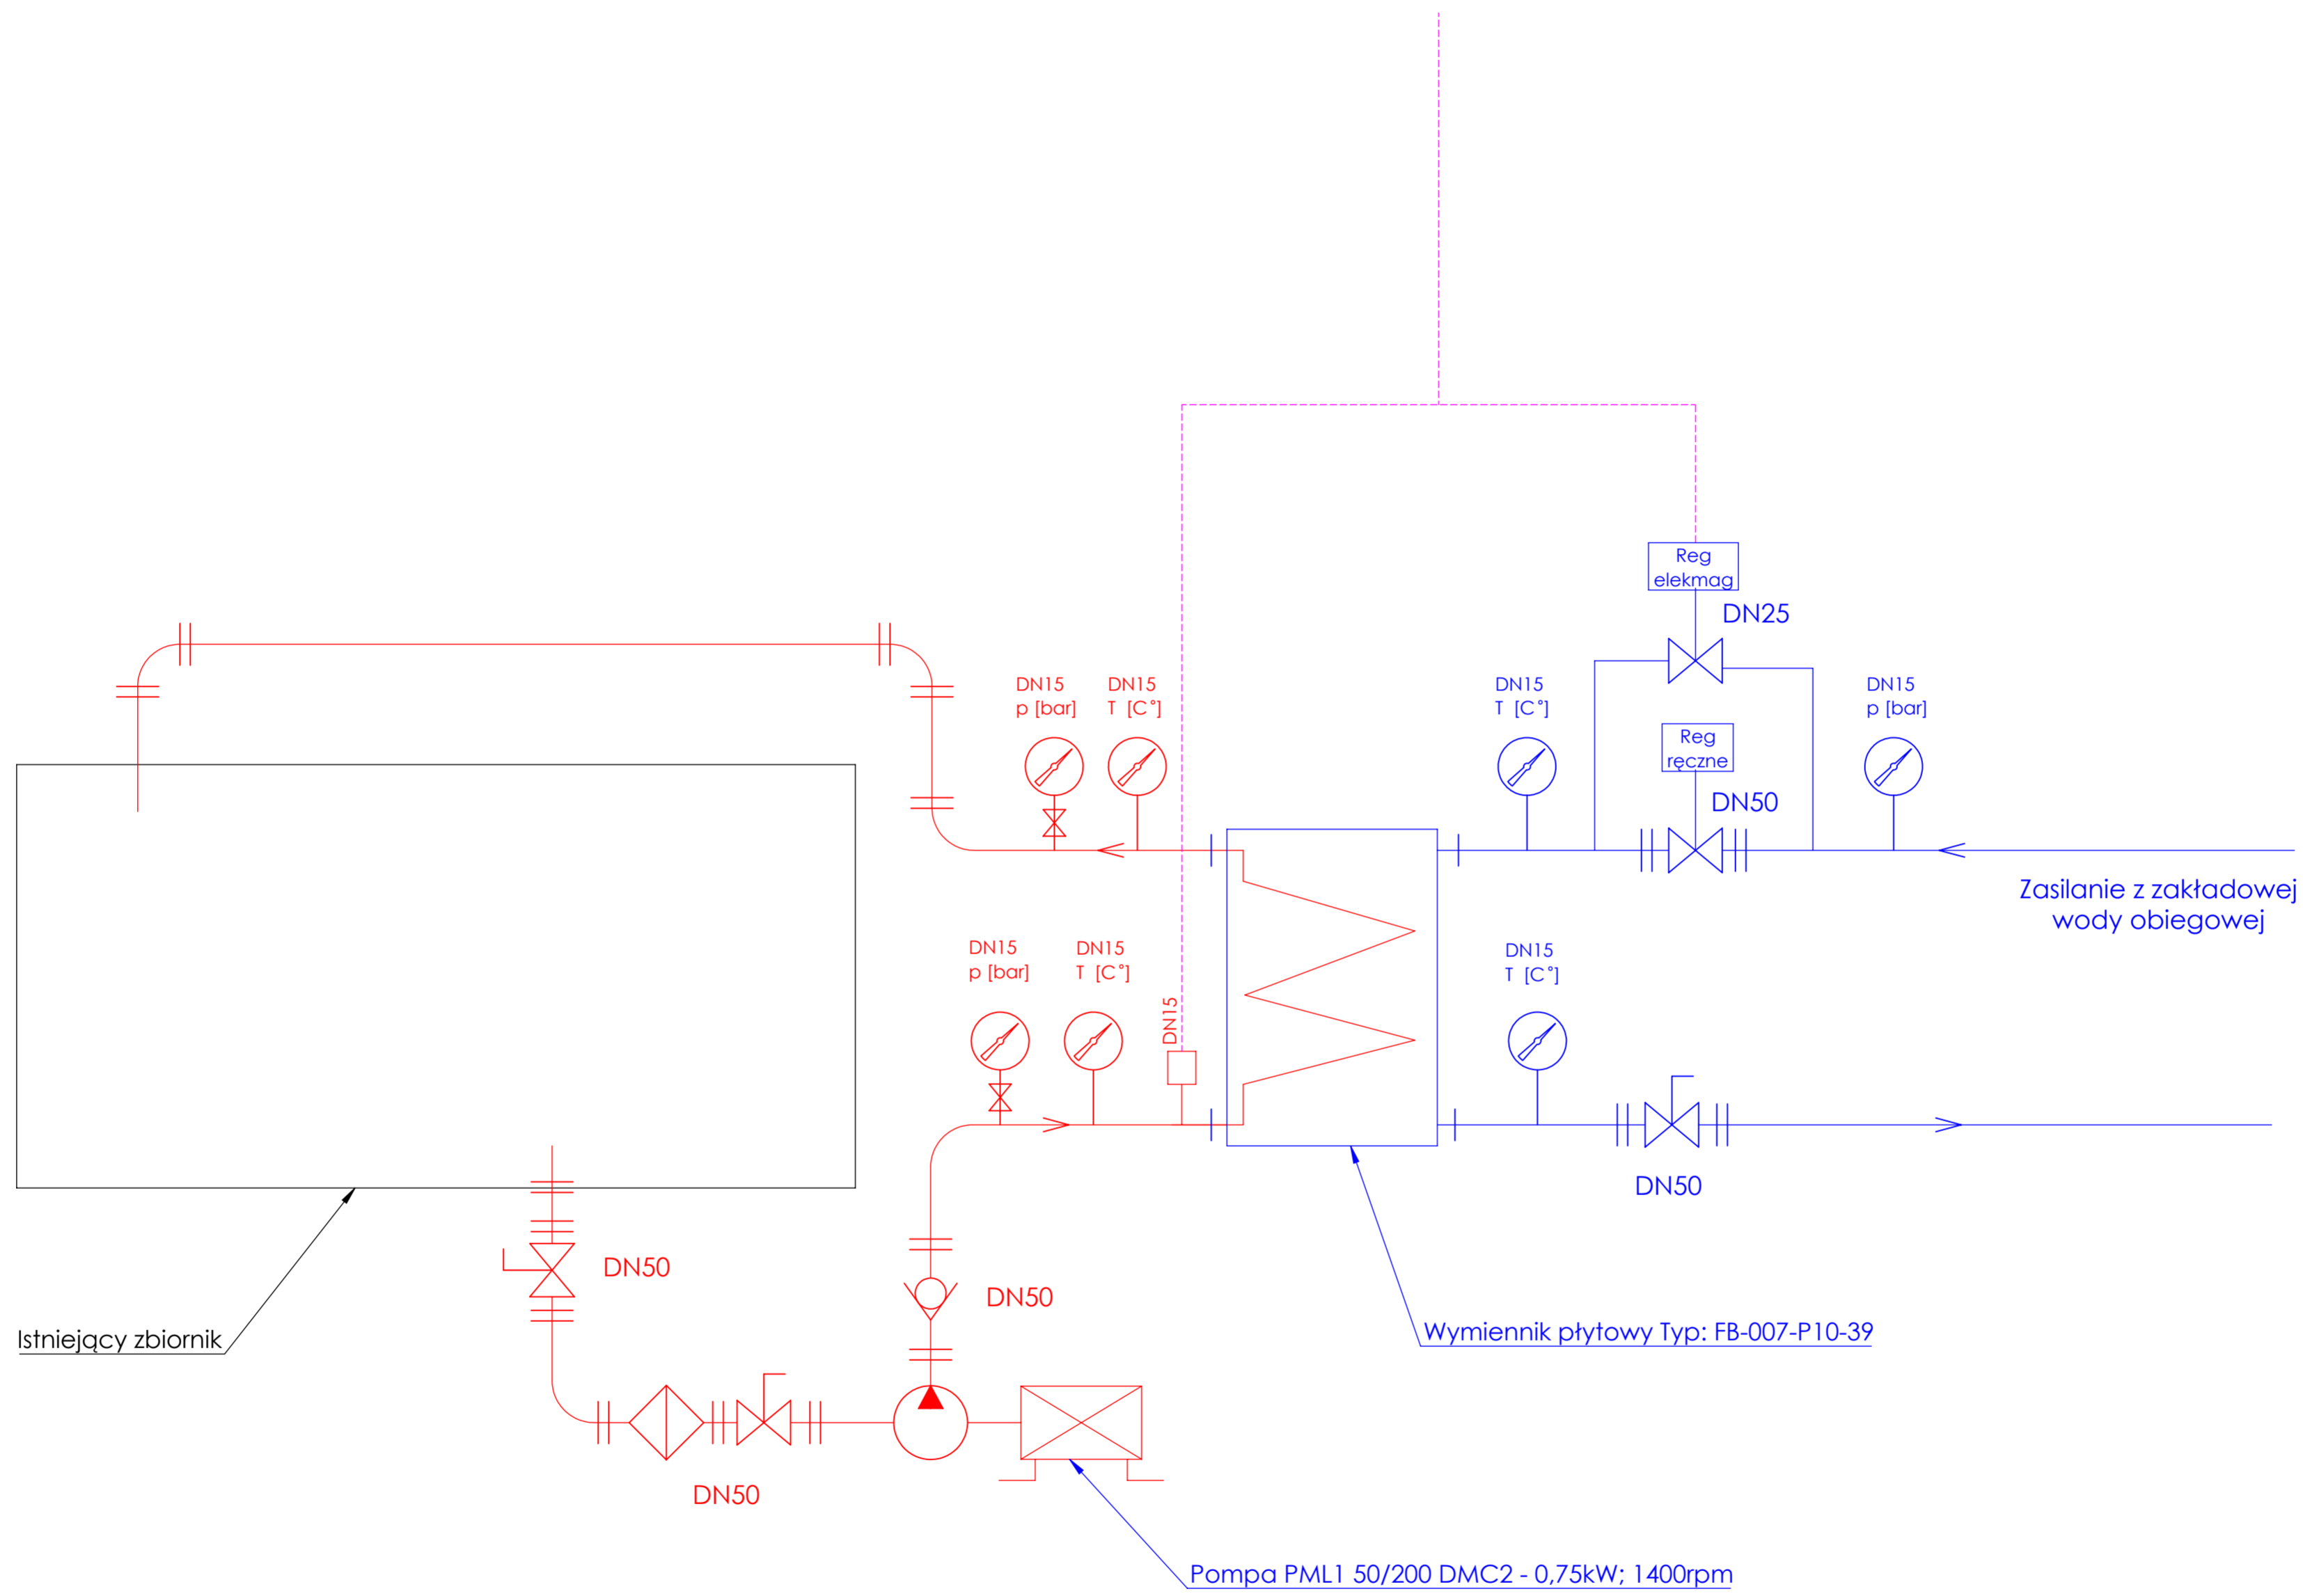 Reg
elekmag
DN25
DN15
p [bar]
DN15
T [C°]
DN15
T [C°]
Reg
ręczne
DN50
DN15
p [bar]
Zasilanie z zakładowej
wody obiegowej
DN15
p [bar]
DN15
T [C°]
DN15
DN15
T [C°]
DN50
DN50
DN50
Istniejący zbiornik
Wymiennik płytowy Typ: FB-007-P10-39
DN50
Pompa PML1 50/200 DMC2 - 0,75kW; 1400rpm